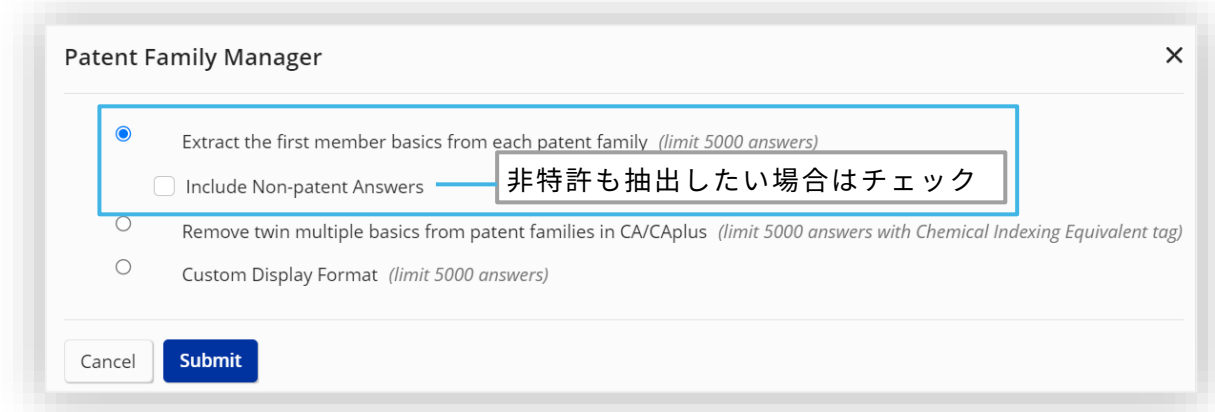 Patent Family Manager
Extract the first member basics from each patent family (limit 5000 answers)
Include Non-patent Answers
非特許も抽出したい場合はチェック
Remove twin multiple basics from patent families in CA/CAplus (limit 5000 answers with Chemical Indexing Equivalent tag)
Custom Display Format (limit 5000 answers)
Cancel
Submit